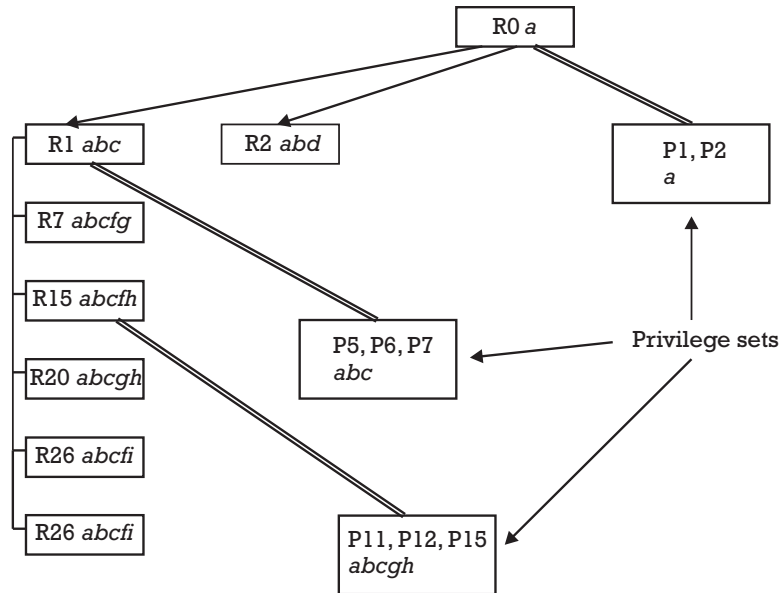 R0 a
R1 abc
R2 abd
P1, P2
a
R7 abcfg
R15 abcfh
P5, P6, P7
abc
Privilege sets
R20 abcgh
R26 abcfi
R26 abcfi
P11, P12, P15
abcgh